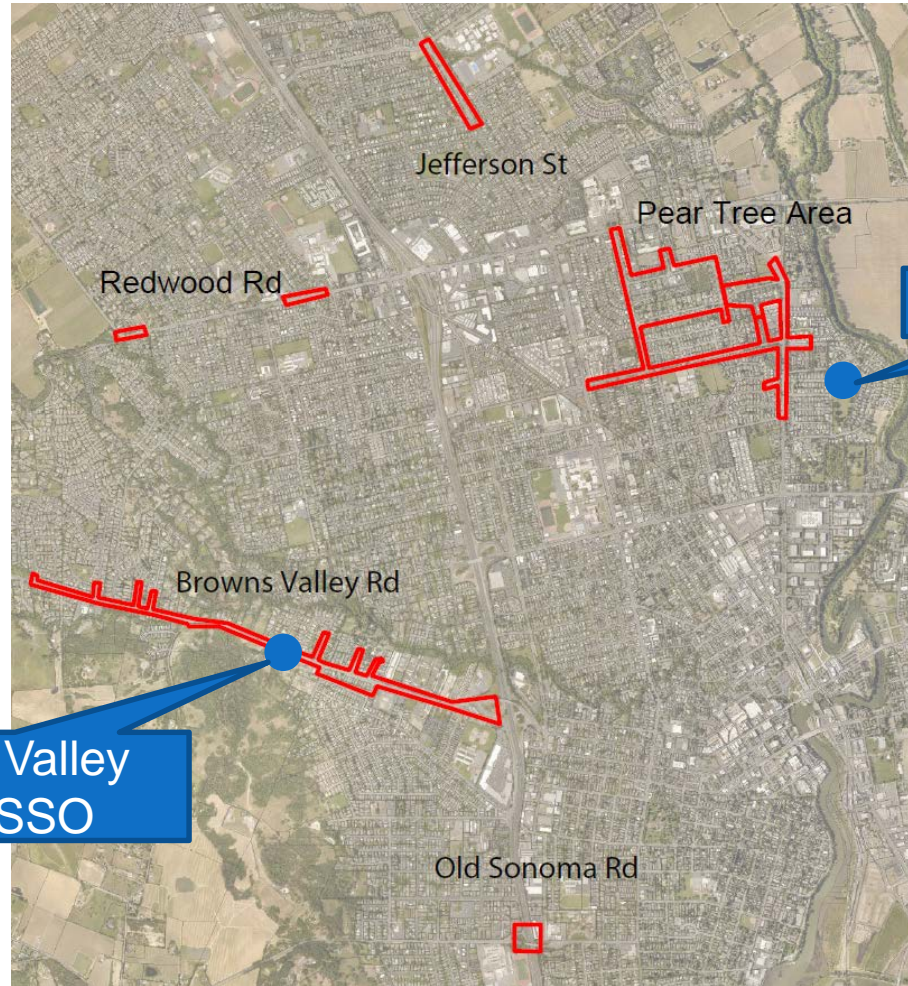 Jefferson St
Pear Tree Area
Redwood Rd
Browns Valley Rd
Valley
SSO
Old Sonoma Rd